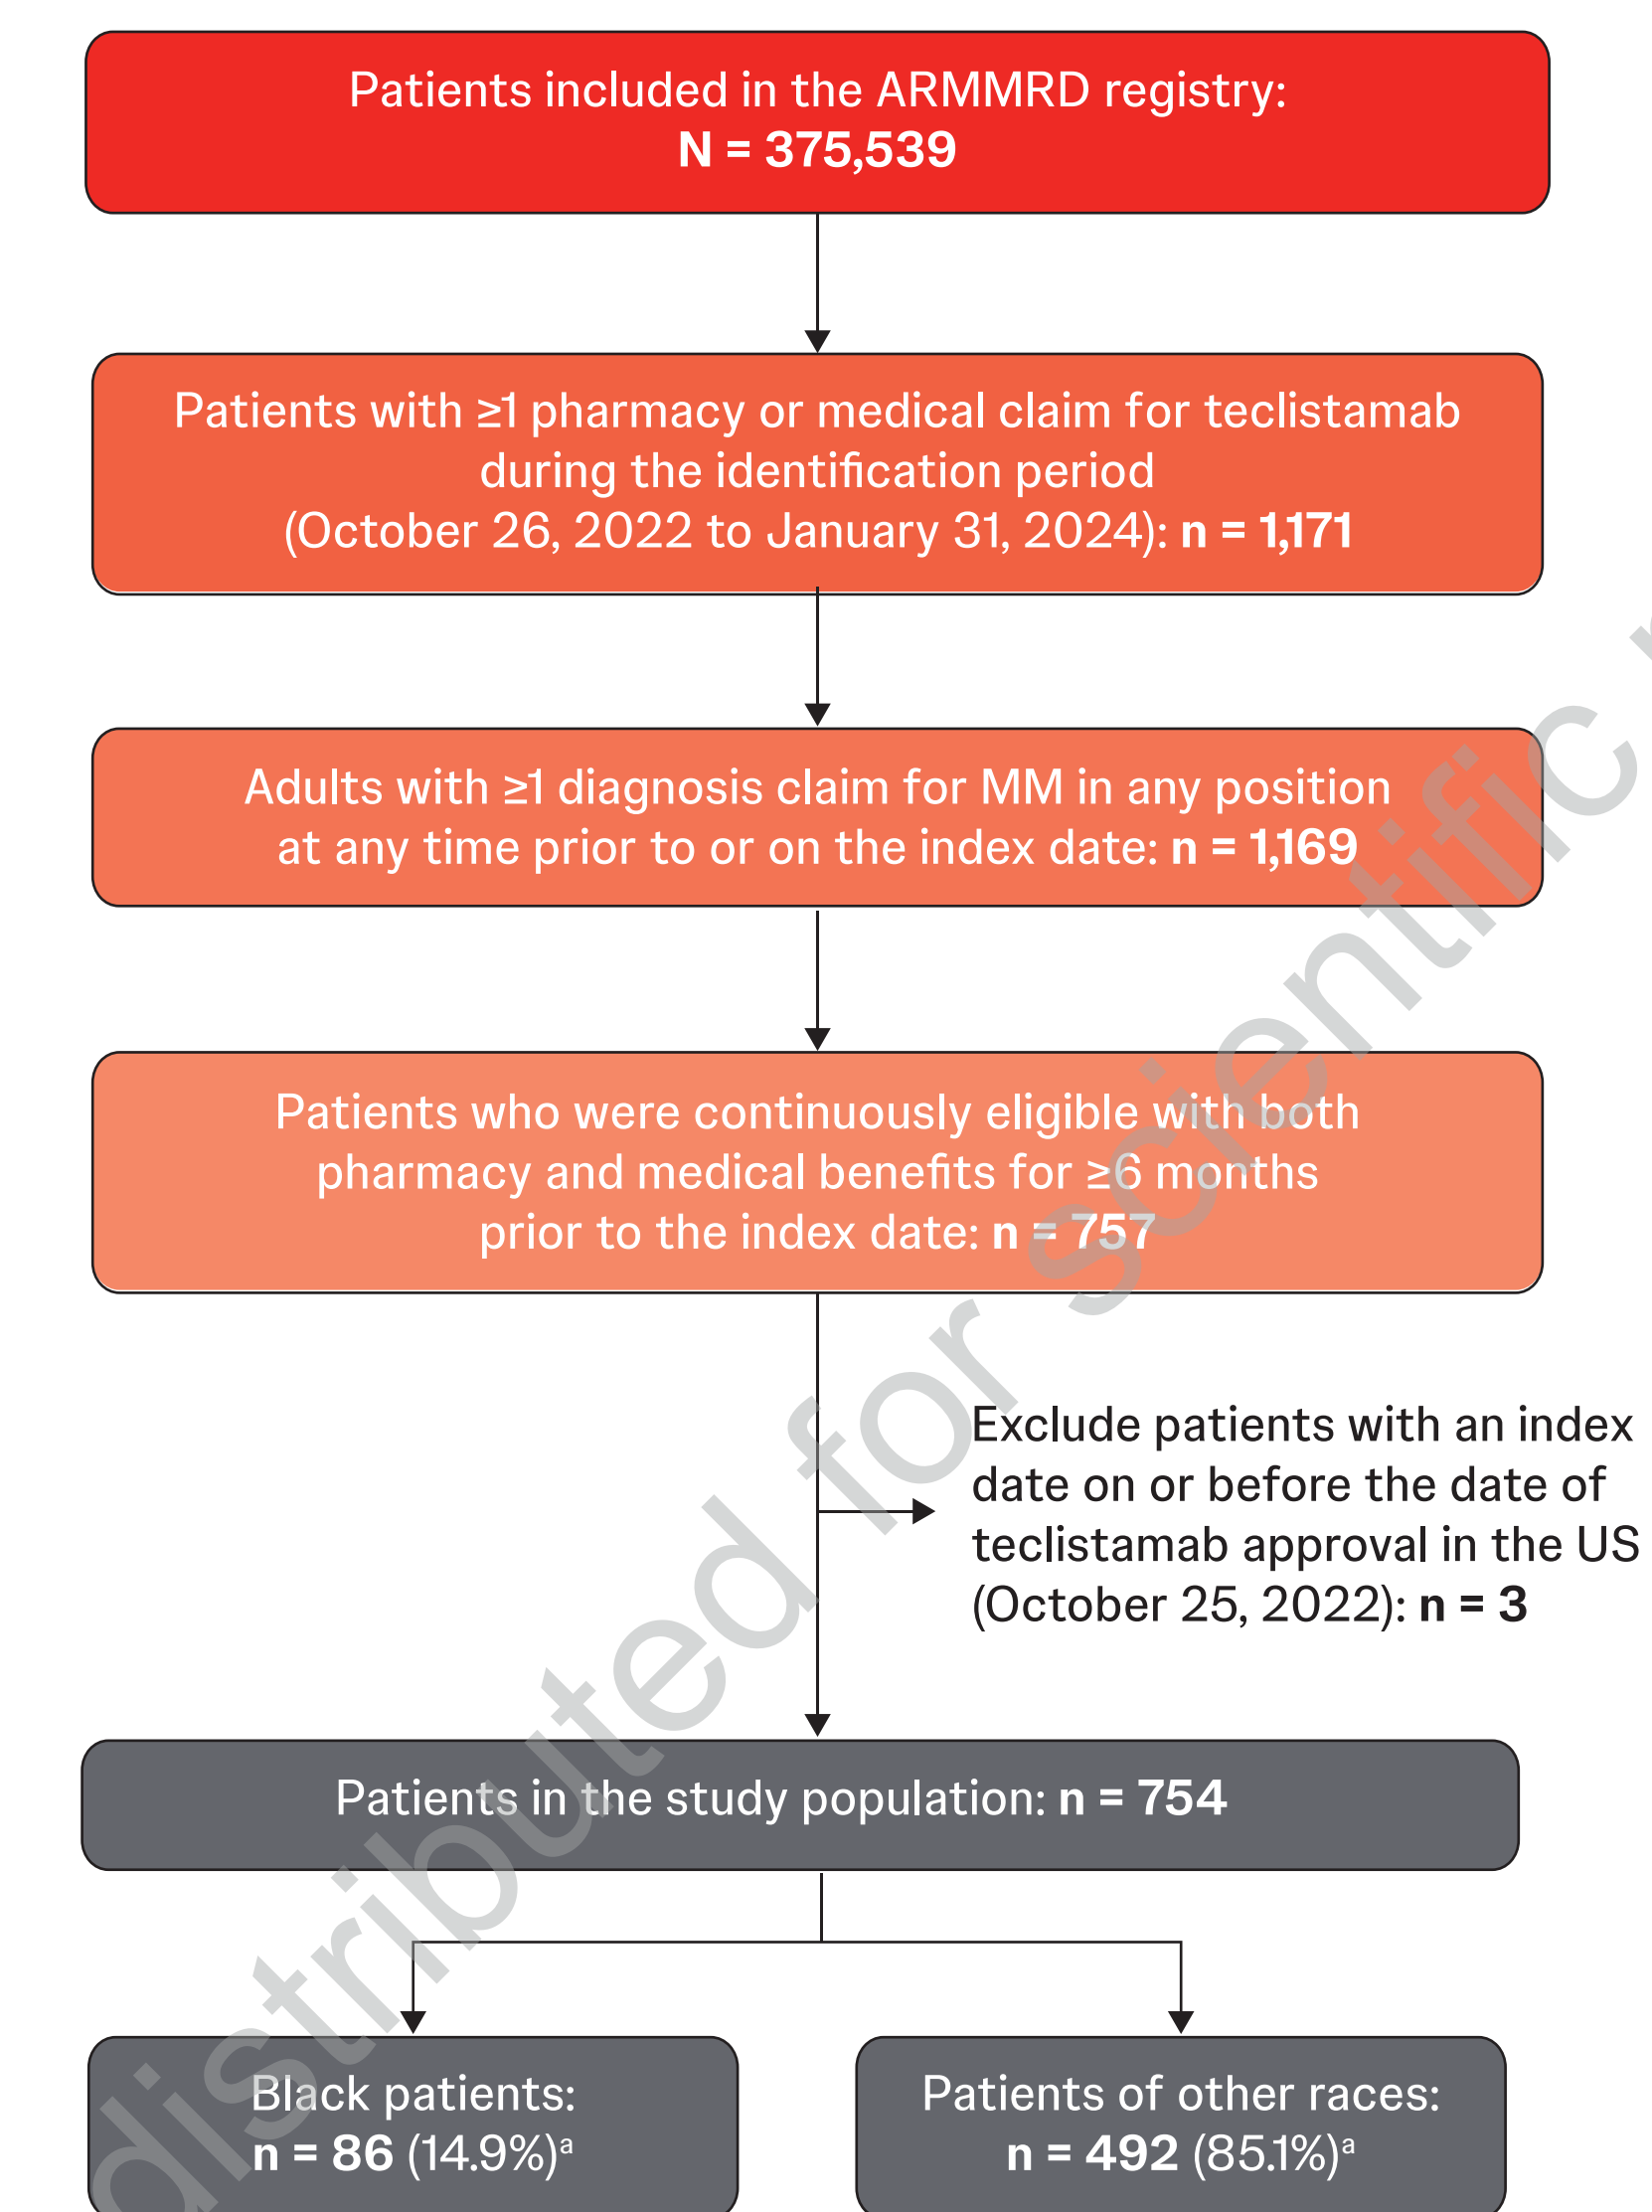 Patients included in the ARMMRD registry:
N = 375,539
Patients with ≥1 pharmacy or medical claim for teclistamab
during the identification period
(October 26, 2022 to January 31, 2024): n = 1,171
Adults with ≥1 diagnosis claim for MM in any position
at any time prior to or on the index date: n = 1,169
Patients who were continuously eligible with both
pharmacy and medical benefits for ≥6 months
prior to the index date: n = 757
Exclude patients with an index
date on or before the date of
teclistamab approval in the US
(October 25, 2022): n = 3
Patients in the study population: n = 754
Black patients:
n = 86 (14.9%)ᵃ
Patients of other races:
n = 492 (85.1%)ᵃ
distributed for scientific